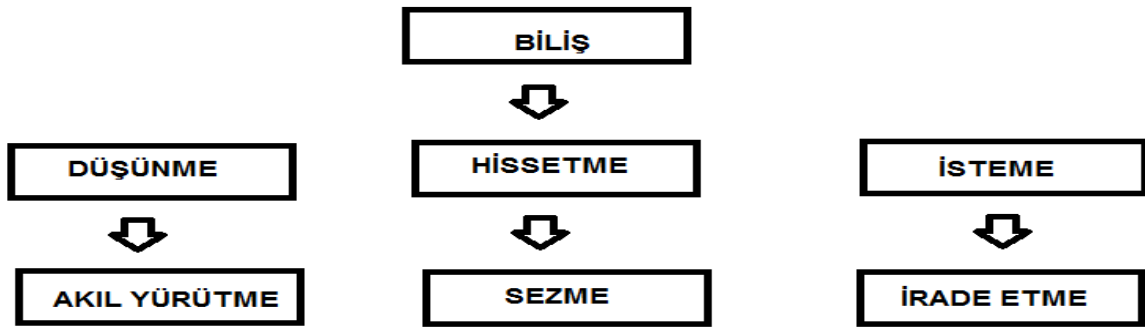 BİLİŞ
DÜŞÜNME
HİSSETME
İSTEME
AKIL YÜRÜTME
SEZME
İRADE ETME